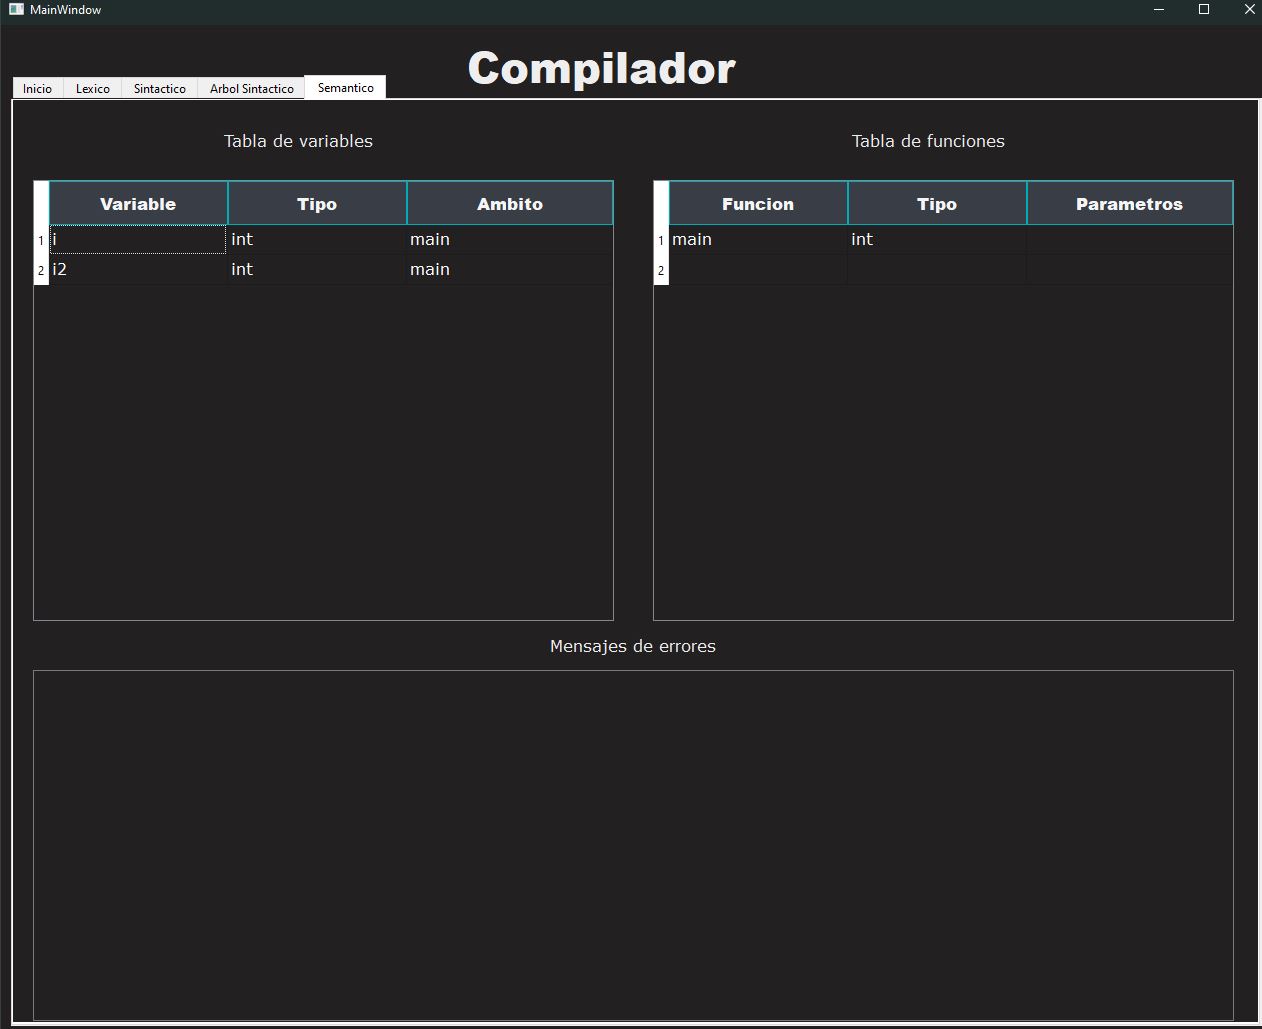 MainWindow
Compilador
Inicio Lexico Sintactico Arbol Sintactico Semantico
Tabla de variables
Variable Tipo Ambito
1 i int main
2 i2 int main
Tabla de funciones
Funcion Tipo Parametros
1 main int
2
Mensajes de errores